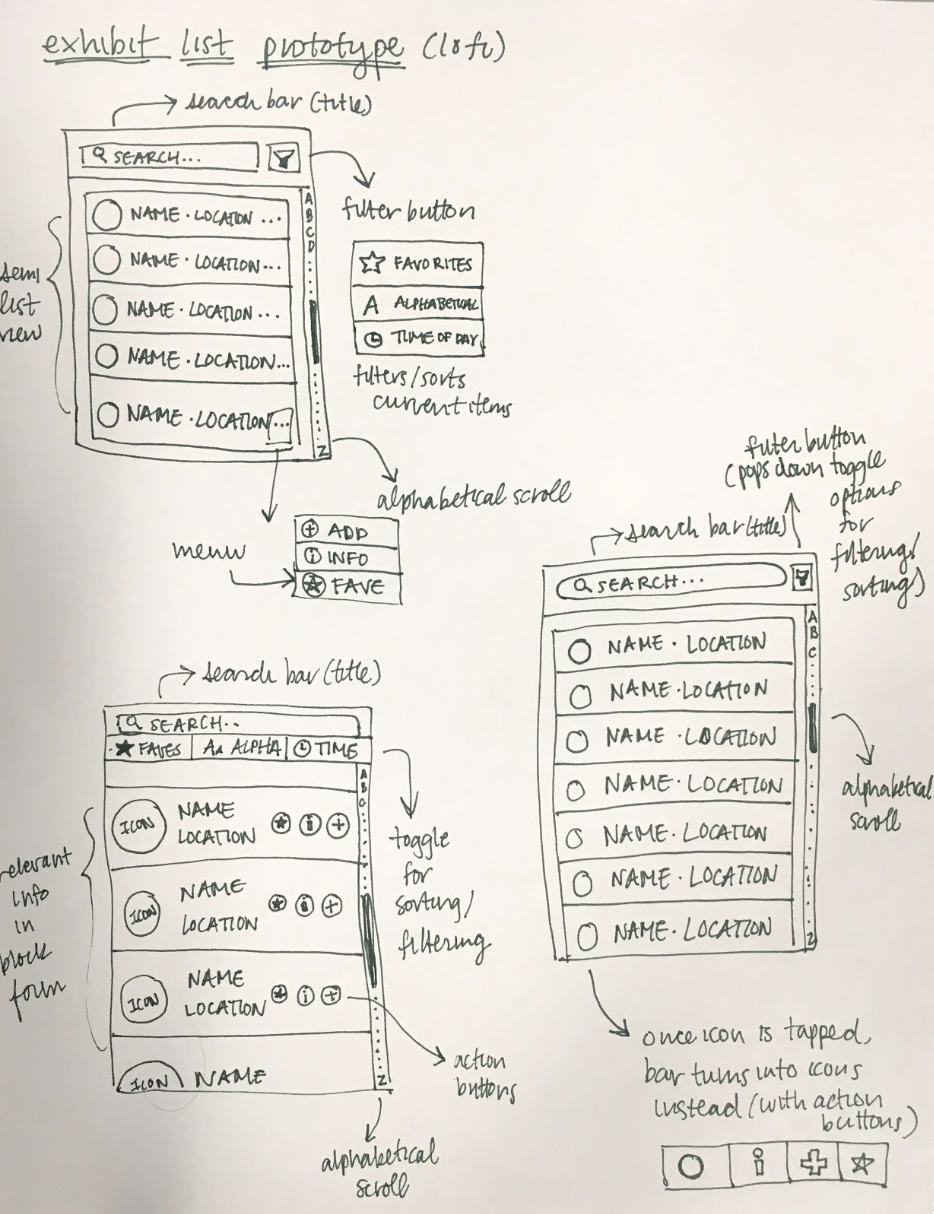 exhibit list prototype (lofi)
search bar (title)
SEARCH...
A
B
C
D
Z
NAME · LOCATION ...
NAME · LOCATION...
NAME · LOCATION ...
NAME · LOCATION...
NAME · LOCATION...
semi
list
view
filter button
FAVORITES
A ALPHABETICAL
TIME OF DAY
filters/sorts
current items
alphabetical scroll
menu
ADD
i INFO
FAVE
search bar (title)
SEARCH..
FAVES
AA ALPHA
TIME
A
B
C
Z
ICON
NAME
LOCATION
i
+
ICON
NAME
LOCATION
i
+
ICON
NAME
LOCATION
i
+
ICON
NAME
relevant
info
in
block
form
toggle
for
sorting/
filtering
action
buttons
alphabetical
scroll
filter button
(pops down toggle
options
for
filtering/
sorting)
search bar (title)
SEARCH...
A
B
C
Z
NAME · LOCATION
NAME · LOCATION
NAME · LOCATION
NAME · LOCATION
NAME · LOCATION
NAME · LOCATION
NAME · LOCATION
alphabetical
scroll
once icon is tapped,
bar turns into icons
instead (with action
buttons)
i